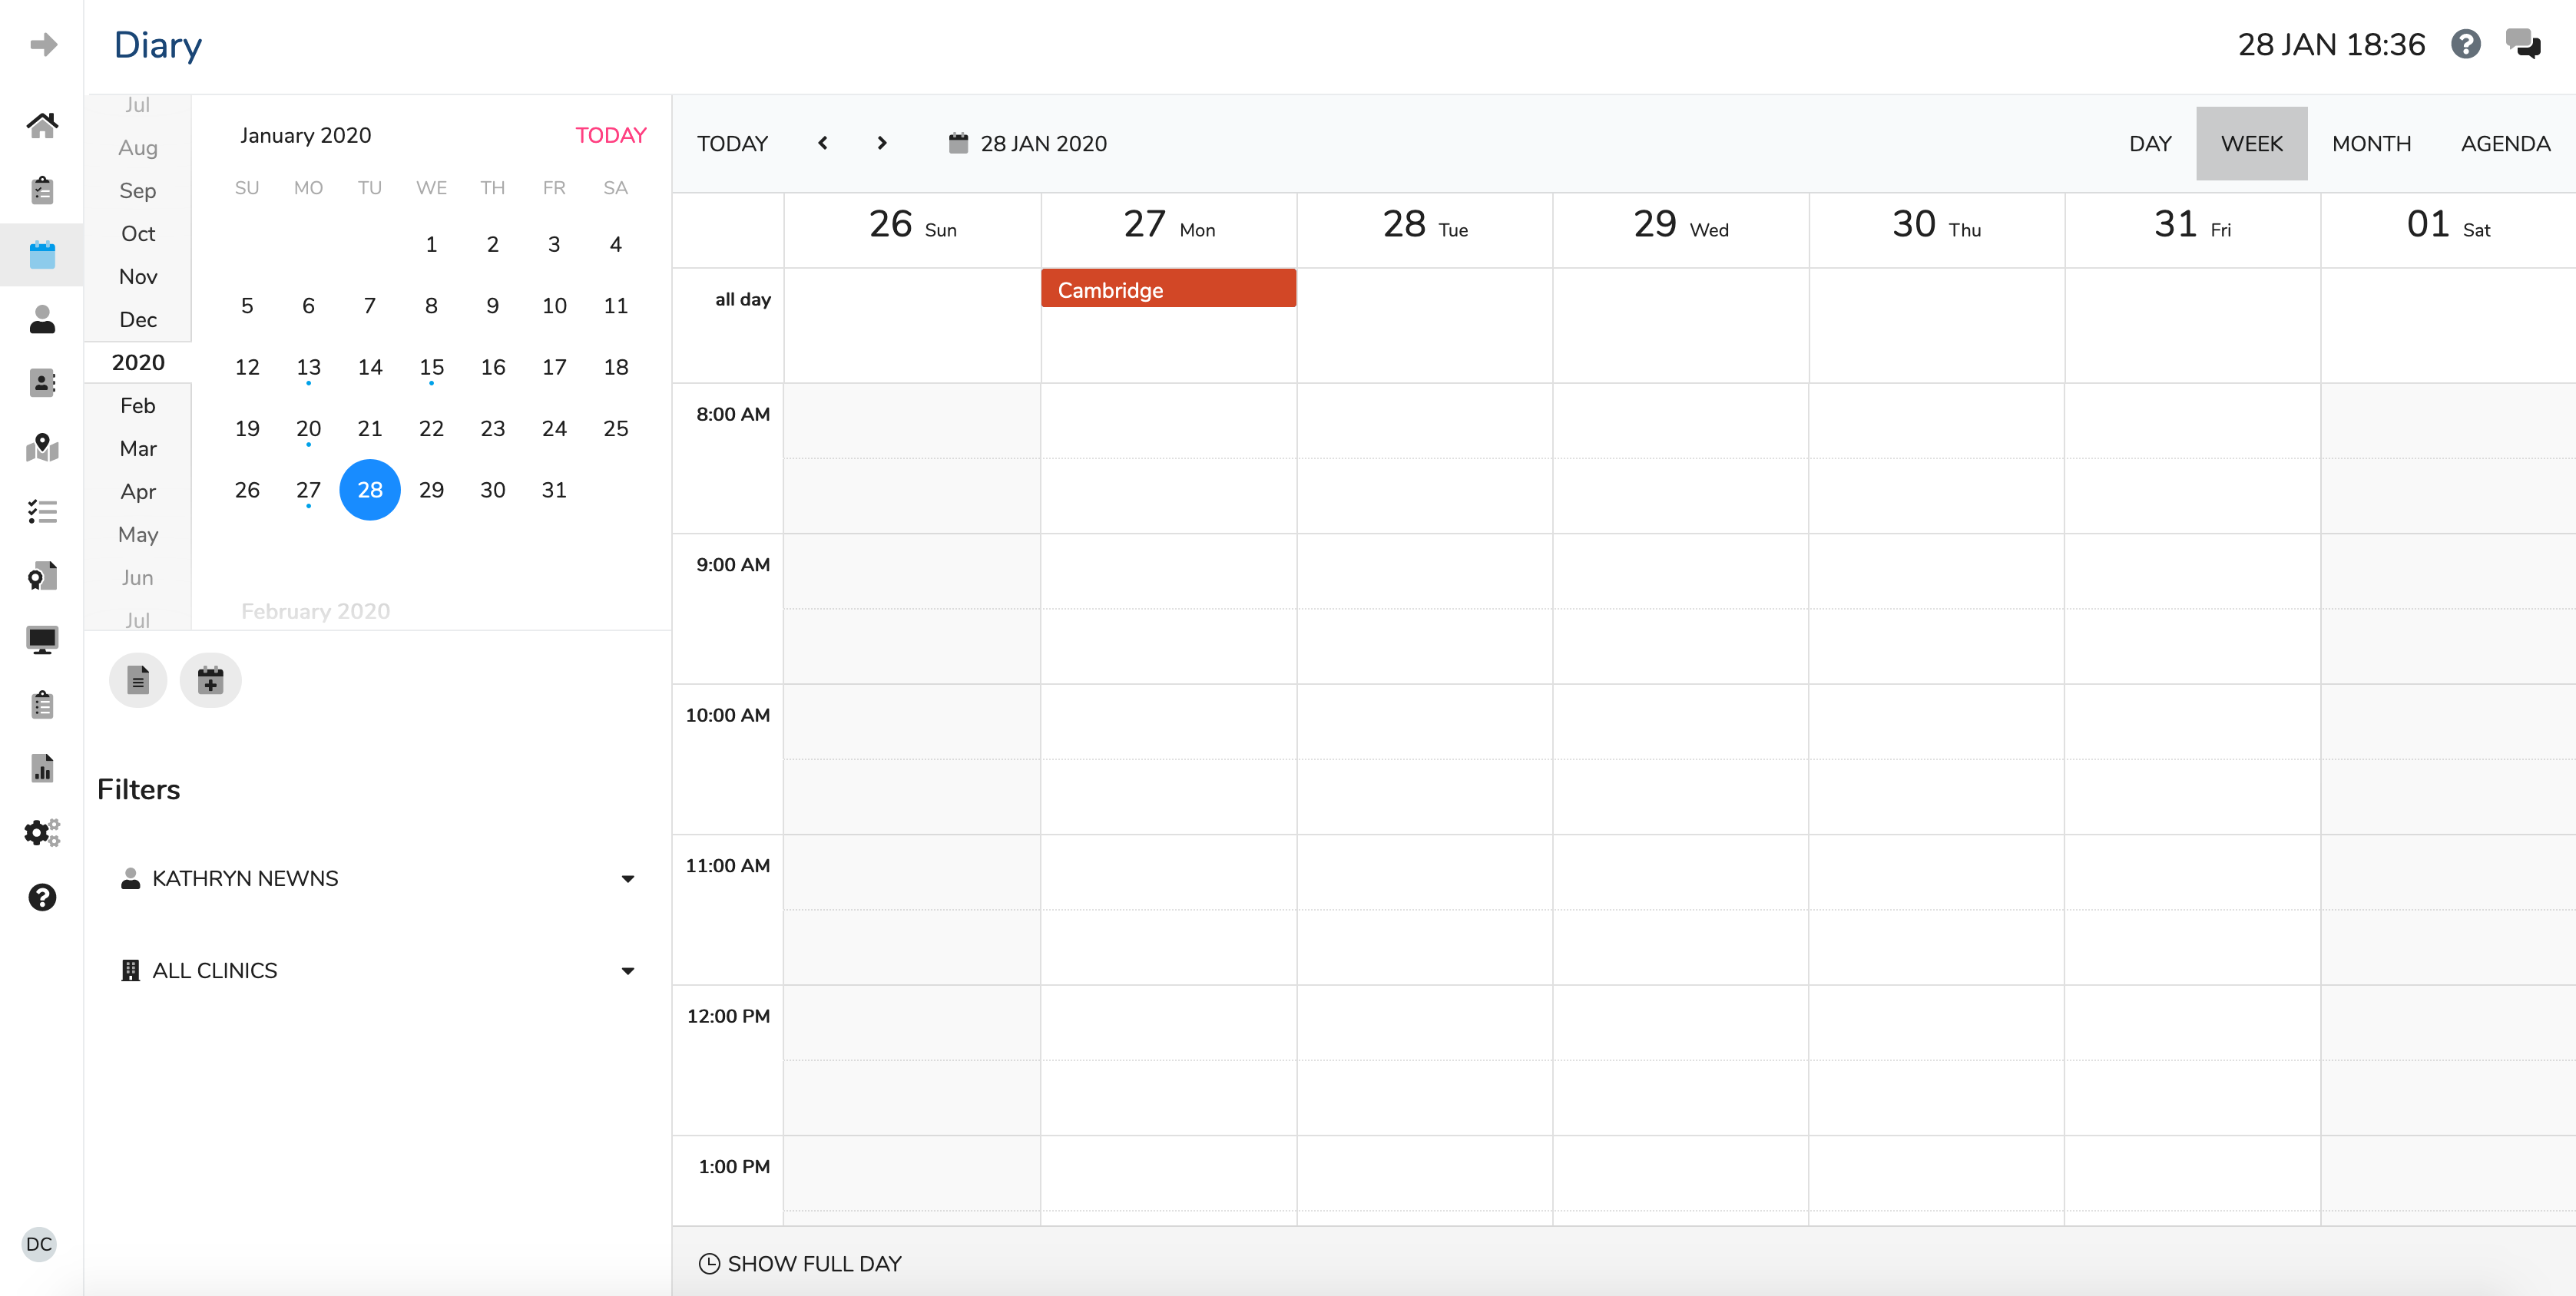 Diary
28 JAN 18:36
Jul
Aug
Sep
Oct
Nov
Dec
2020
Feb
Mar
Apr
May
Jun
Jul
January 2020 TODAY
SU MO TU WE TH FR SA
1 2 3 4
5 6 7 8 9 10 11
12 13 14 15 16 17 18
19 20 21 22 23 24 25
26 27 28 29 30 31
February 2020
Filters
KATHRYN NEWNS
ALL CLINICS
DC
TODAY 28 JAN 2020 DAY WEEK MONTH AGENDA
26 Sun 27 Mon 28 Tue 29 Wed 30 Thu 31 Fri 01 Sat
all day Cambridge
8:00 AM
9:00 AM
10:00 AM
11:00 AM
12:00 PM
1:00 PM
SHOW FULL DAY